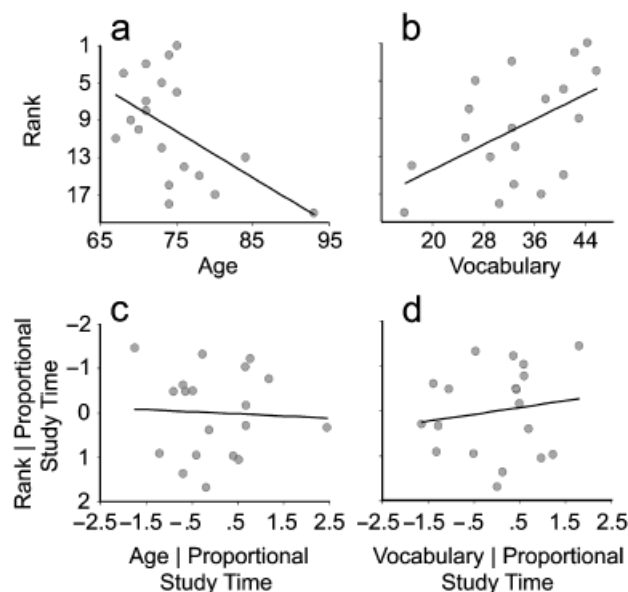 a
b
1
5
9
13
17
Rank
65 75 85 95
Age
20 28 36 44
Vocabulary
c
d
−2
−1
0
1
2
Rank | Proportional
Study Time
−2.5 −1.5 −.5 .5 1.5 2.5
Age | Proportional
Study Time
−2.5 −1.5 −.5 .5 1.5 2.5
Vocabulary | Proportional
Study Time